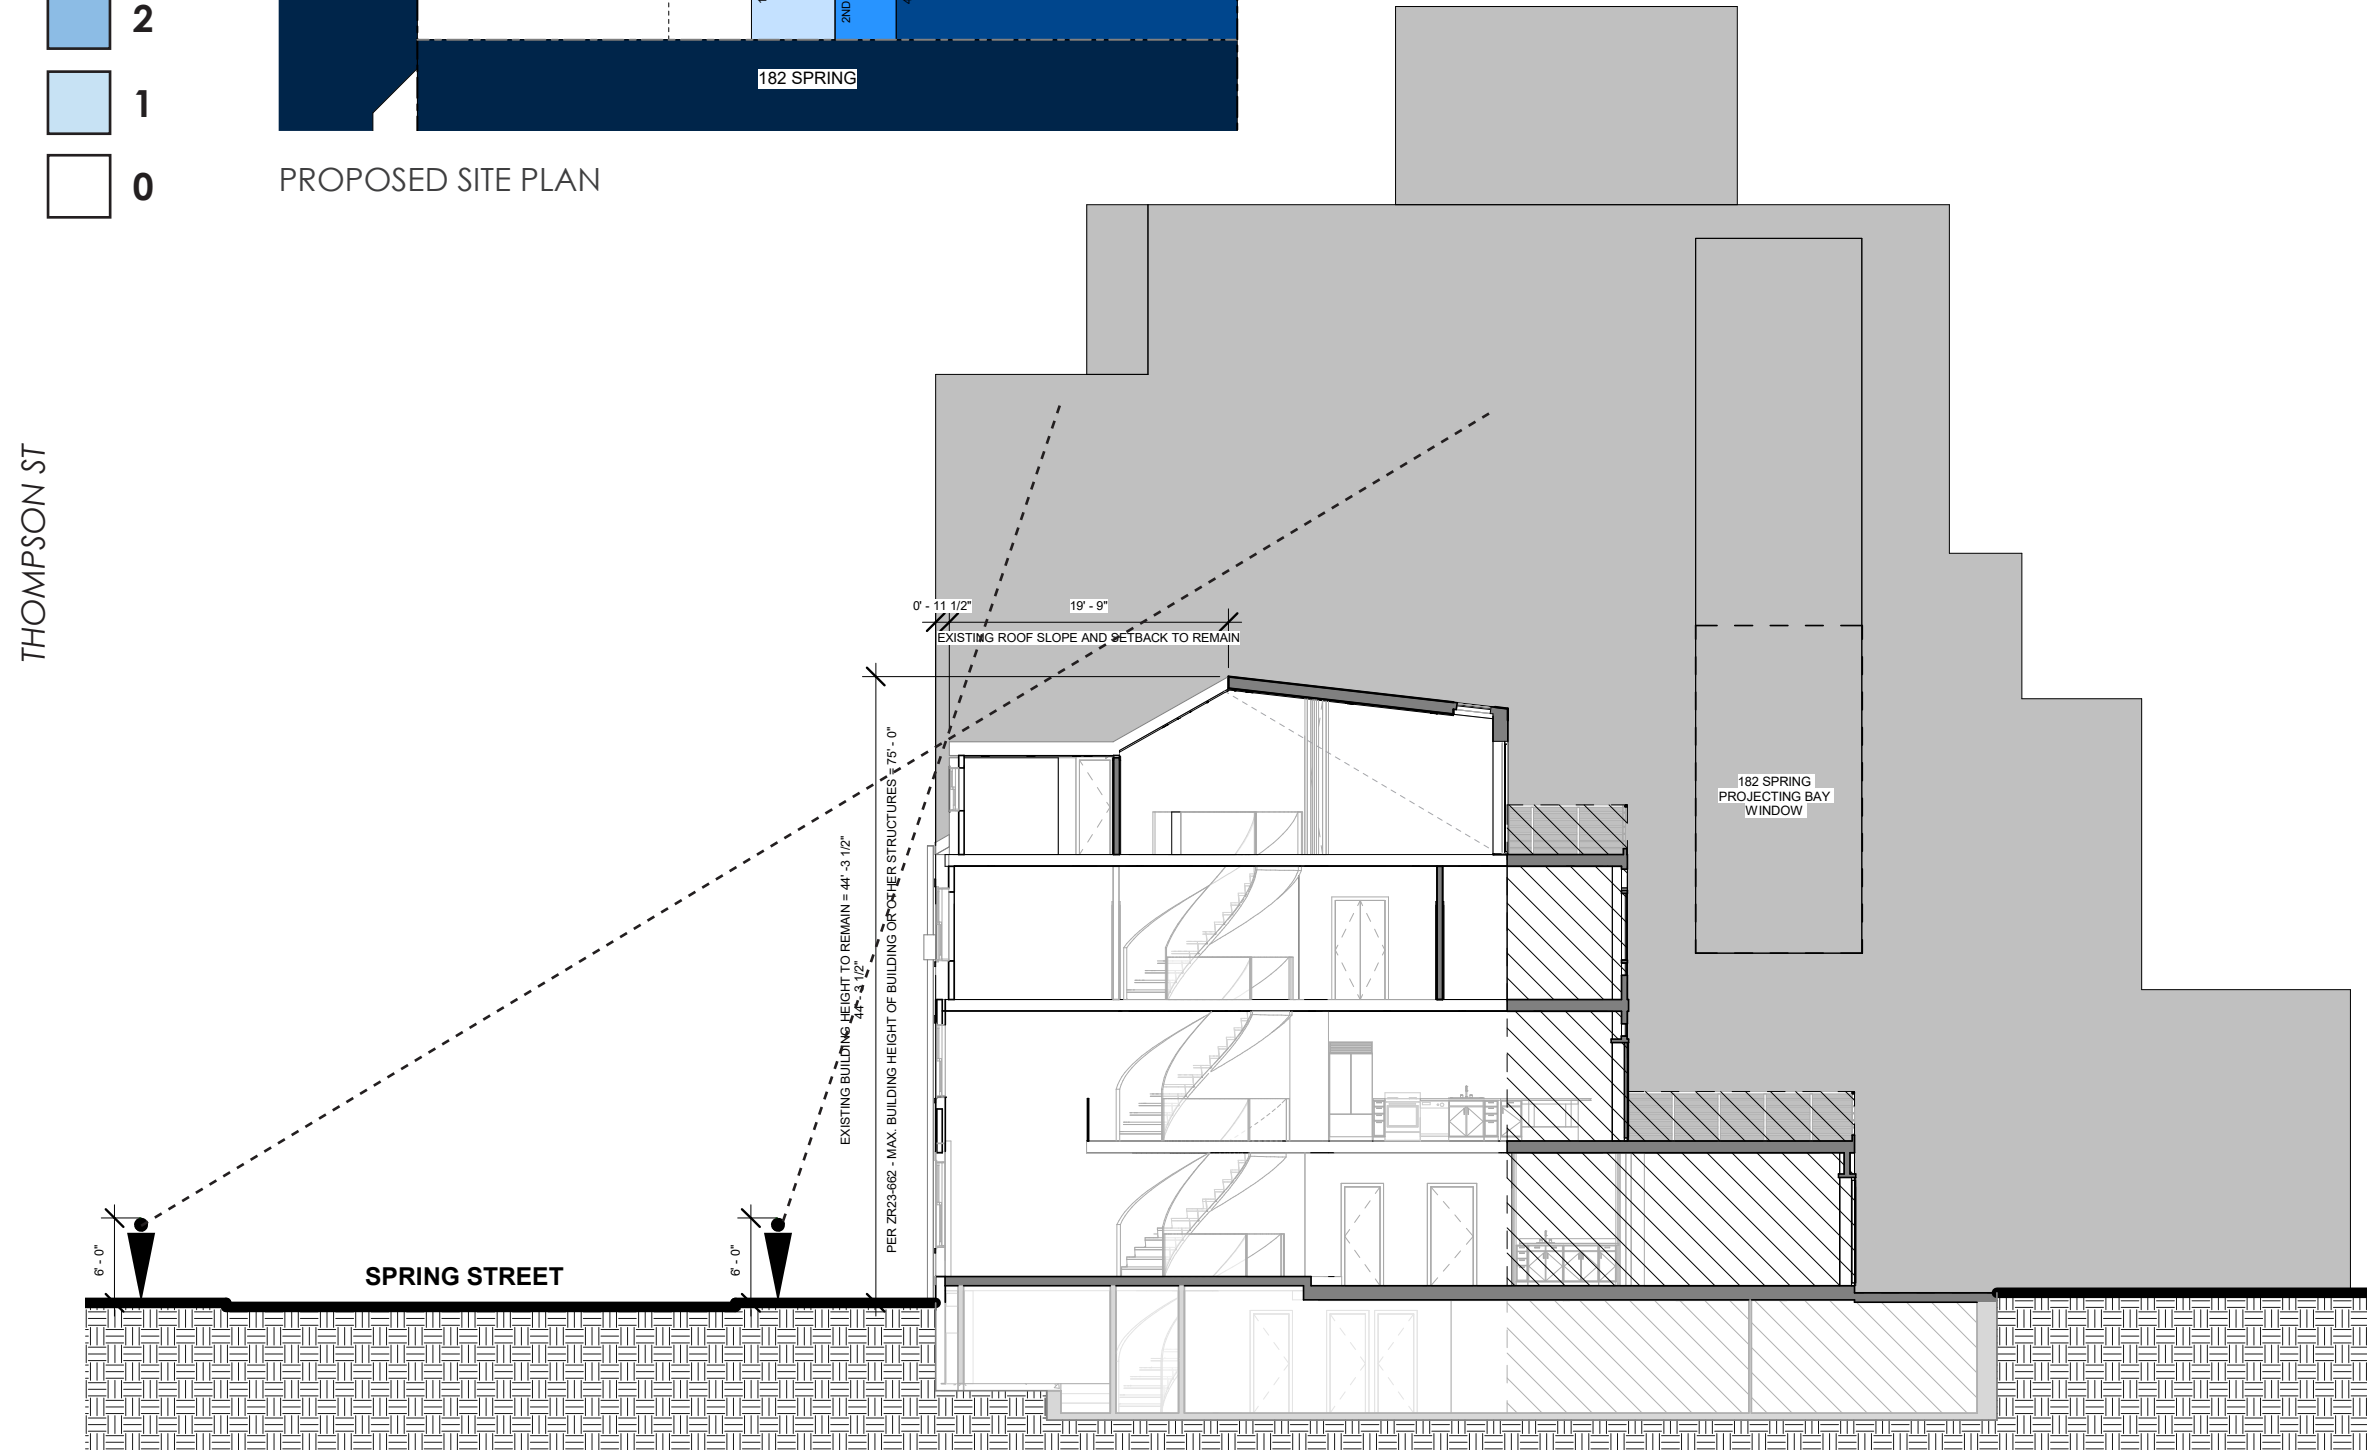 2
1
0
2ND
182 SPRING
PROPOSED SITE PLAN
THOMPSON ST
0' - 11 1/2"
19' - 9"
EXISTING ROOF SLOPE AND SETBACK TO REMAIN
EXISTING BUILDING HEIGHT TO REMAIN = 44' -3 1/2"
44' - 3 1/2"
PER ZR23-662 - MAX. BUILDING HEIGHT OF BUILDING OR OTHER STRUCTURES = 75' - 0"
182 SPRING
PROJECTING BAY
WINDOW
6' - 0"
6' - 0"
SPRING STREET